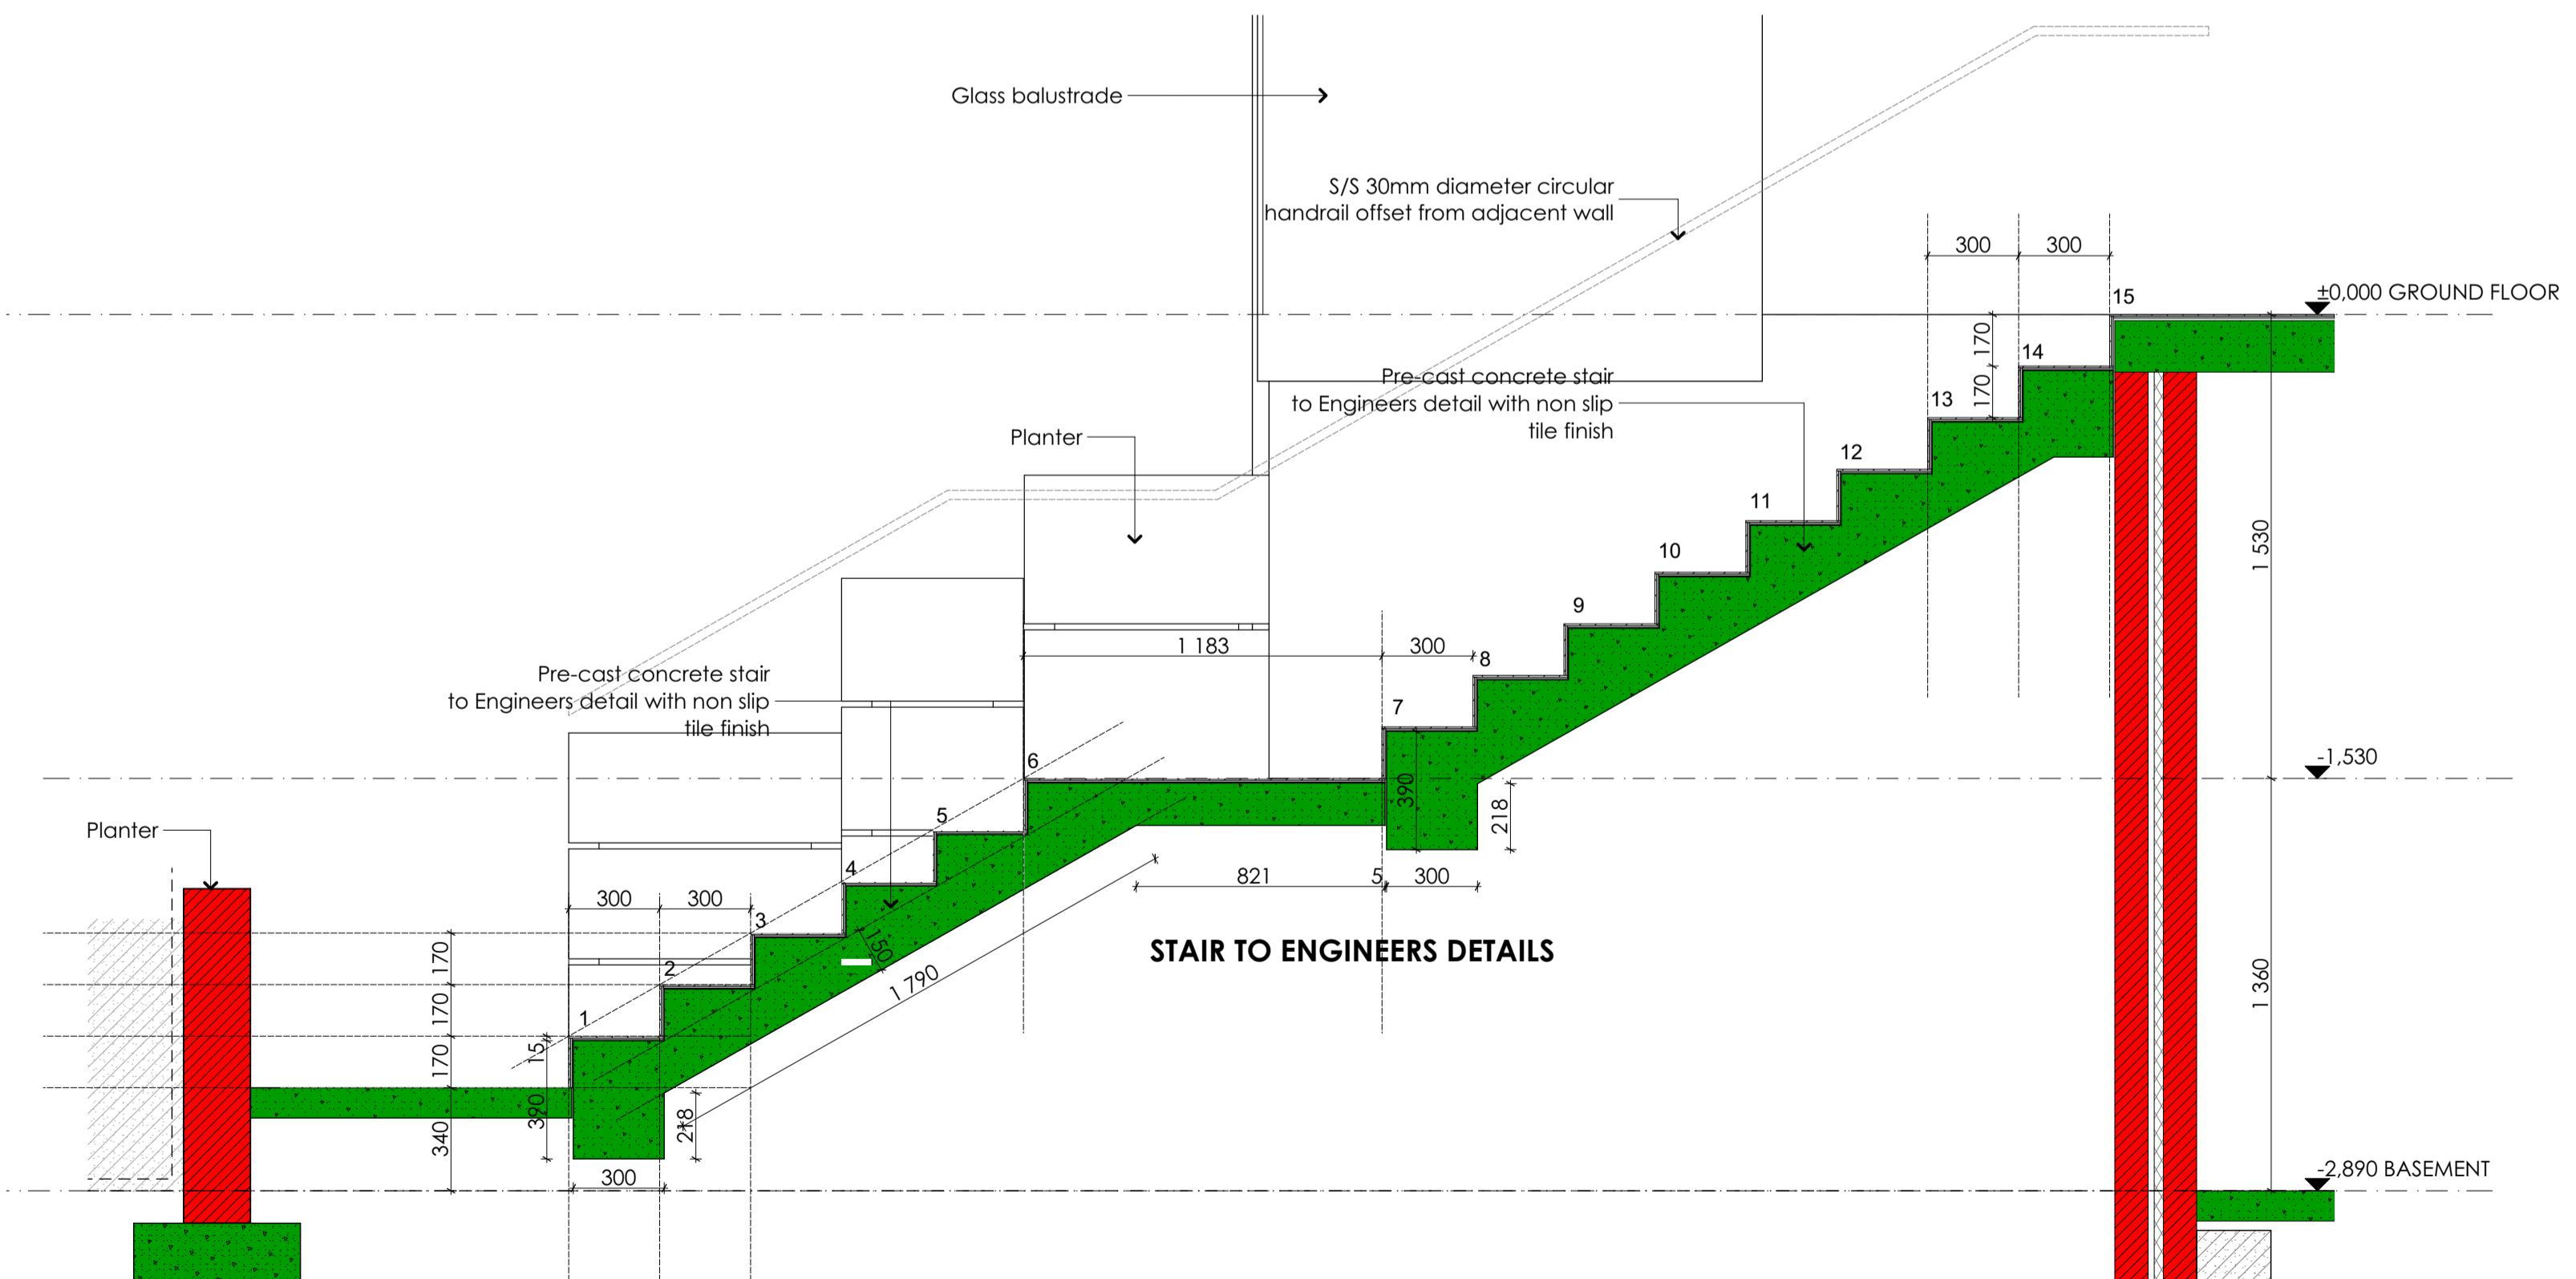 Glass balustrade
S/S 30mm diameter circular
handrail offset from adjacent wall
300
300
15
±0,000 GROUND FLOOR
170
14
170
13
Pre-cast concrete stair
to Engineers detail with non slip
tile finish
Planter
12
11
10
1 530
9
1 183
300
8
Pre-cast concrete stair
to Engineers detail with non slip
tile finish
7
6
-1,530
390
218
5
Planter
4
821
5
300
300
300
3
STAIR TO ENGINEERS DETAILS
170
150
2
1 790
170
1
1 360
15
170
390
218
340
300
-2,890 BASEMENT